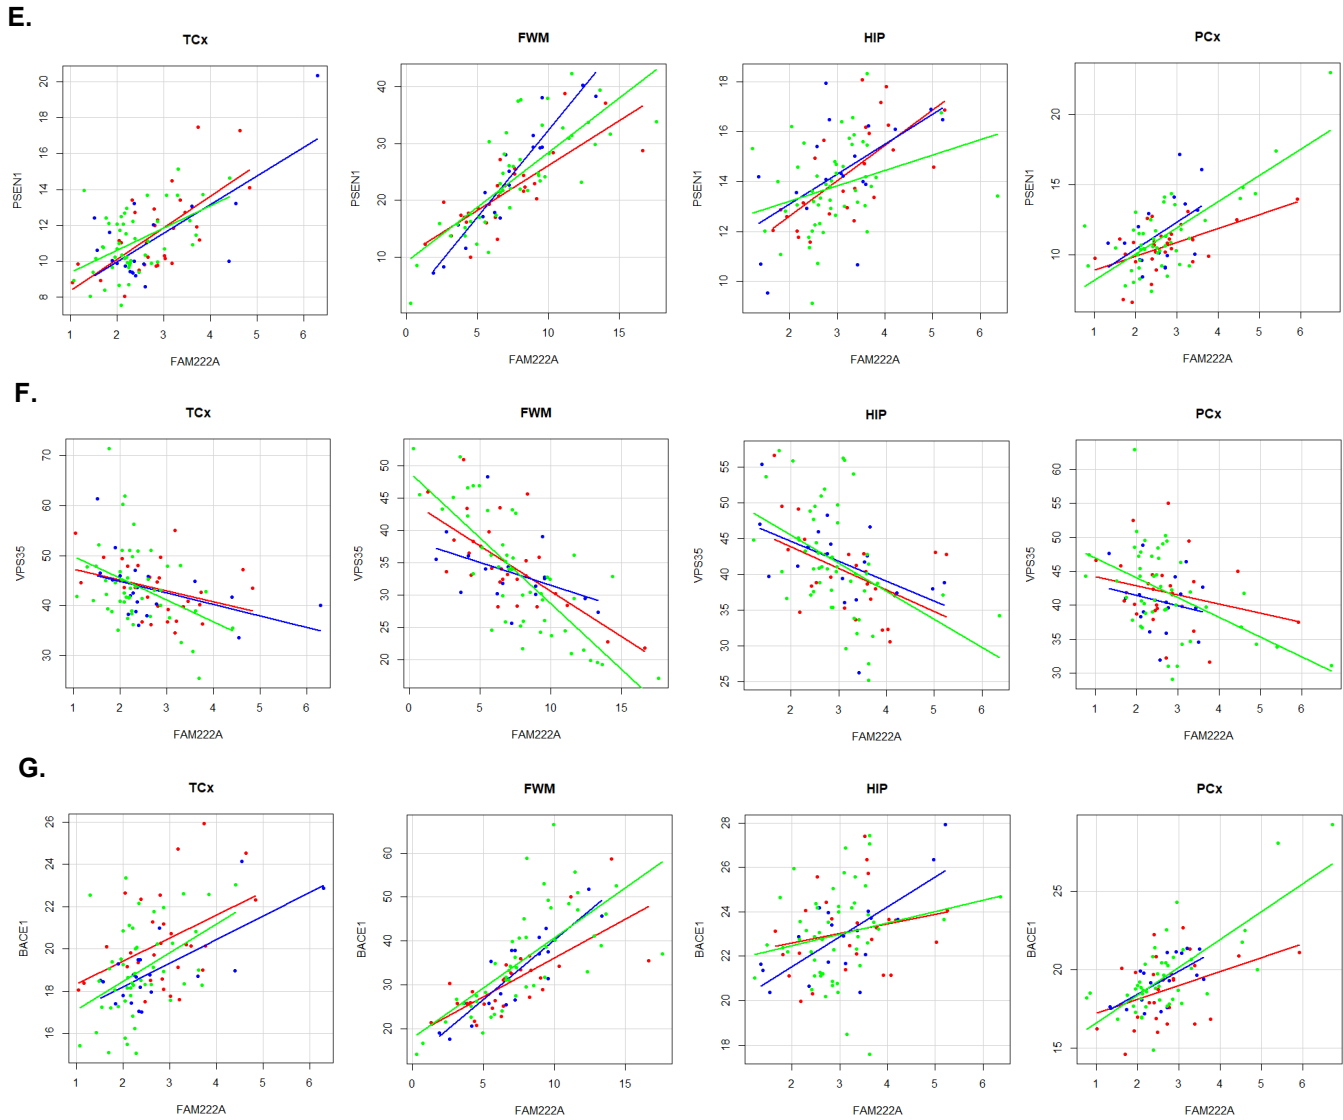 E.
TCx
FWM
HIP
PCx
PSEN1
8 10 12 14 16 18 20
1 2 3 4 5 6
FAM222A
PSEN1
10 20 30 40
0 5 10 15
FAM222A
PSEN1
10 12 14 16 18
2 3 4 5 6
FAM222A
PSEN1
10 15 20
1 2 3 4 5 6
FAM222A
F.
TCx
FWM
HIP
PCx
VPS35
30 40 50 60 70
1 2 3 4 5 6
FAM222A
VPS35
20 25 30 35 40 45 50
0 5 10 15
FAM222A
VPS35
25 30 35 40 45 50 55
2 3 4 5 6
FAM222A
VPS35
30 35 40 45 50 55 60
1 2 3 4 5 6
FAM222A
G.
TCx
FWM
HIP
PCx
BACE1
16 18 20 22 24 26
1 2 3 4 5 6
FAM222A
BACE1
20 30 40 50 60
0 5 10 15
FAM222A
BACE1
18 20 22 24 26 28
2 3 4 5 6
FAM222A
BACE1
15 20 25
1 2 3 4 5 6
FAM222A